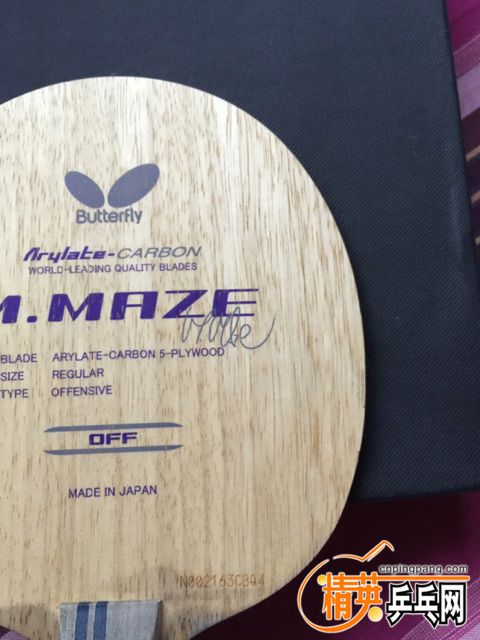 Butterfly
Arylate-CARBON
WORLD-LEADING QUALITY BLADES
M.MAZE
BLADE ARYLATE-CARBON 5-PLYWOOD
SIZE REGULAR
TYPE OFFENSIVE
OFF
MADE IN JAPAN
N002163CBQ4
cnpingpang.com
精英乒乓网